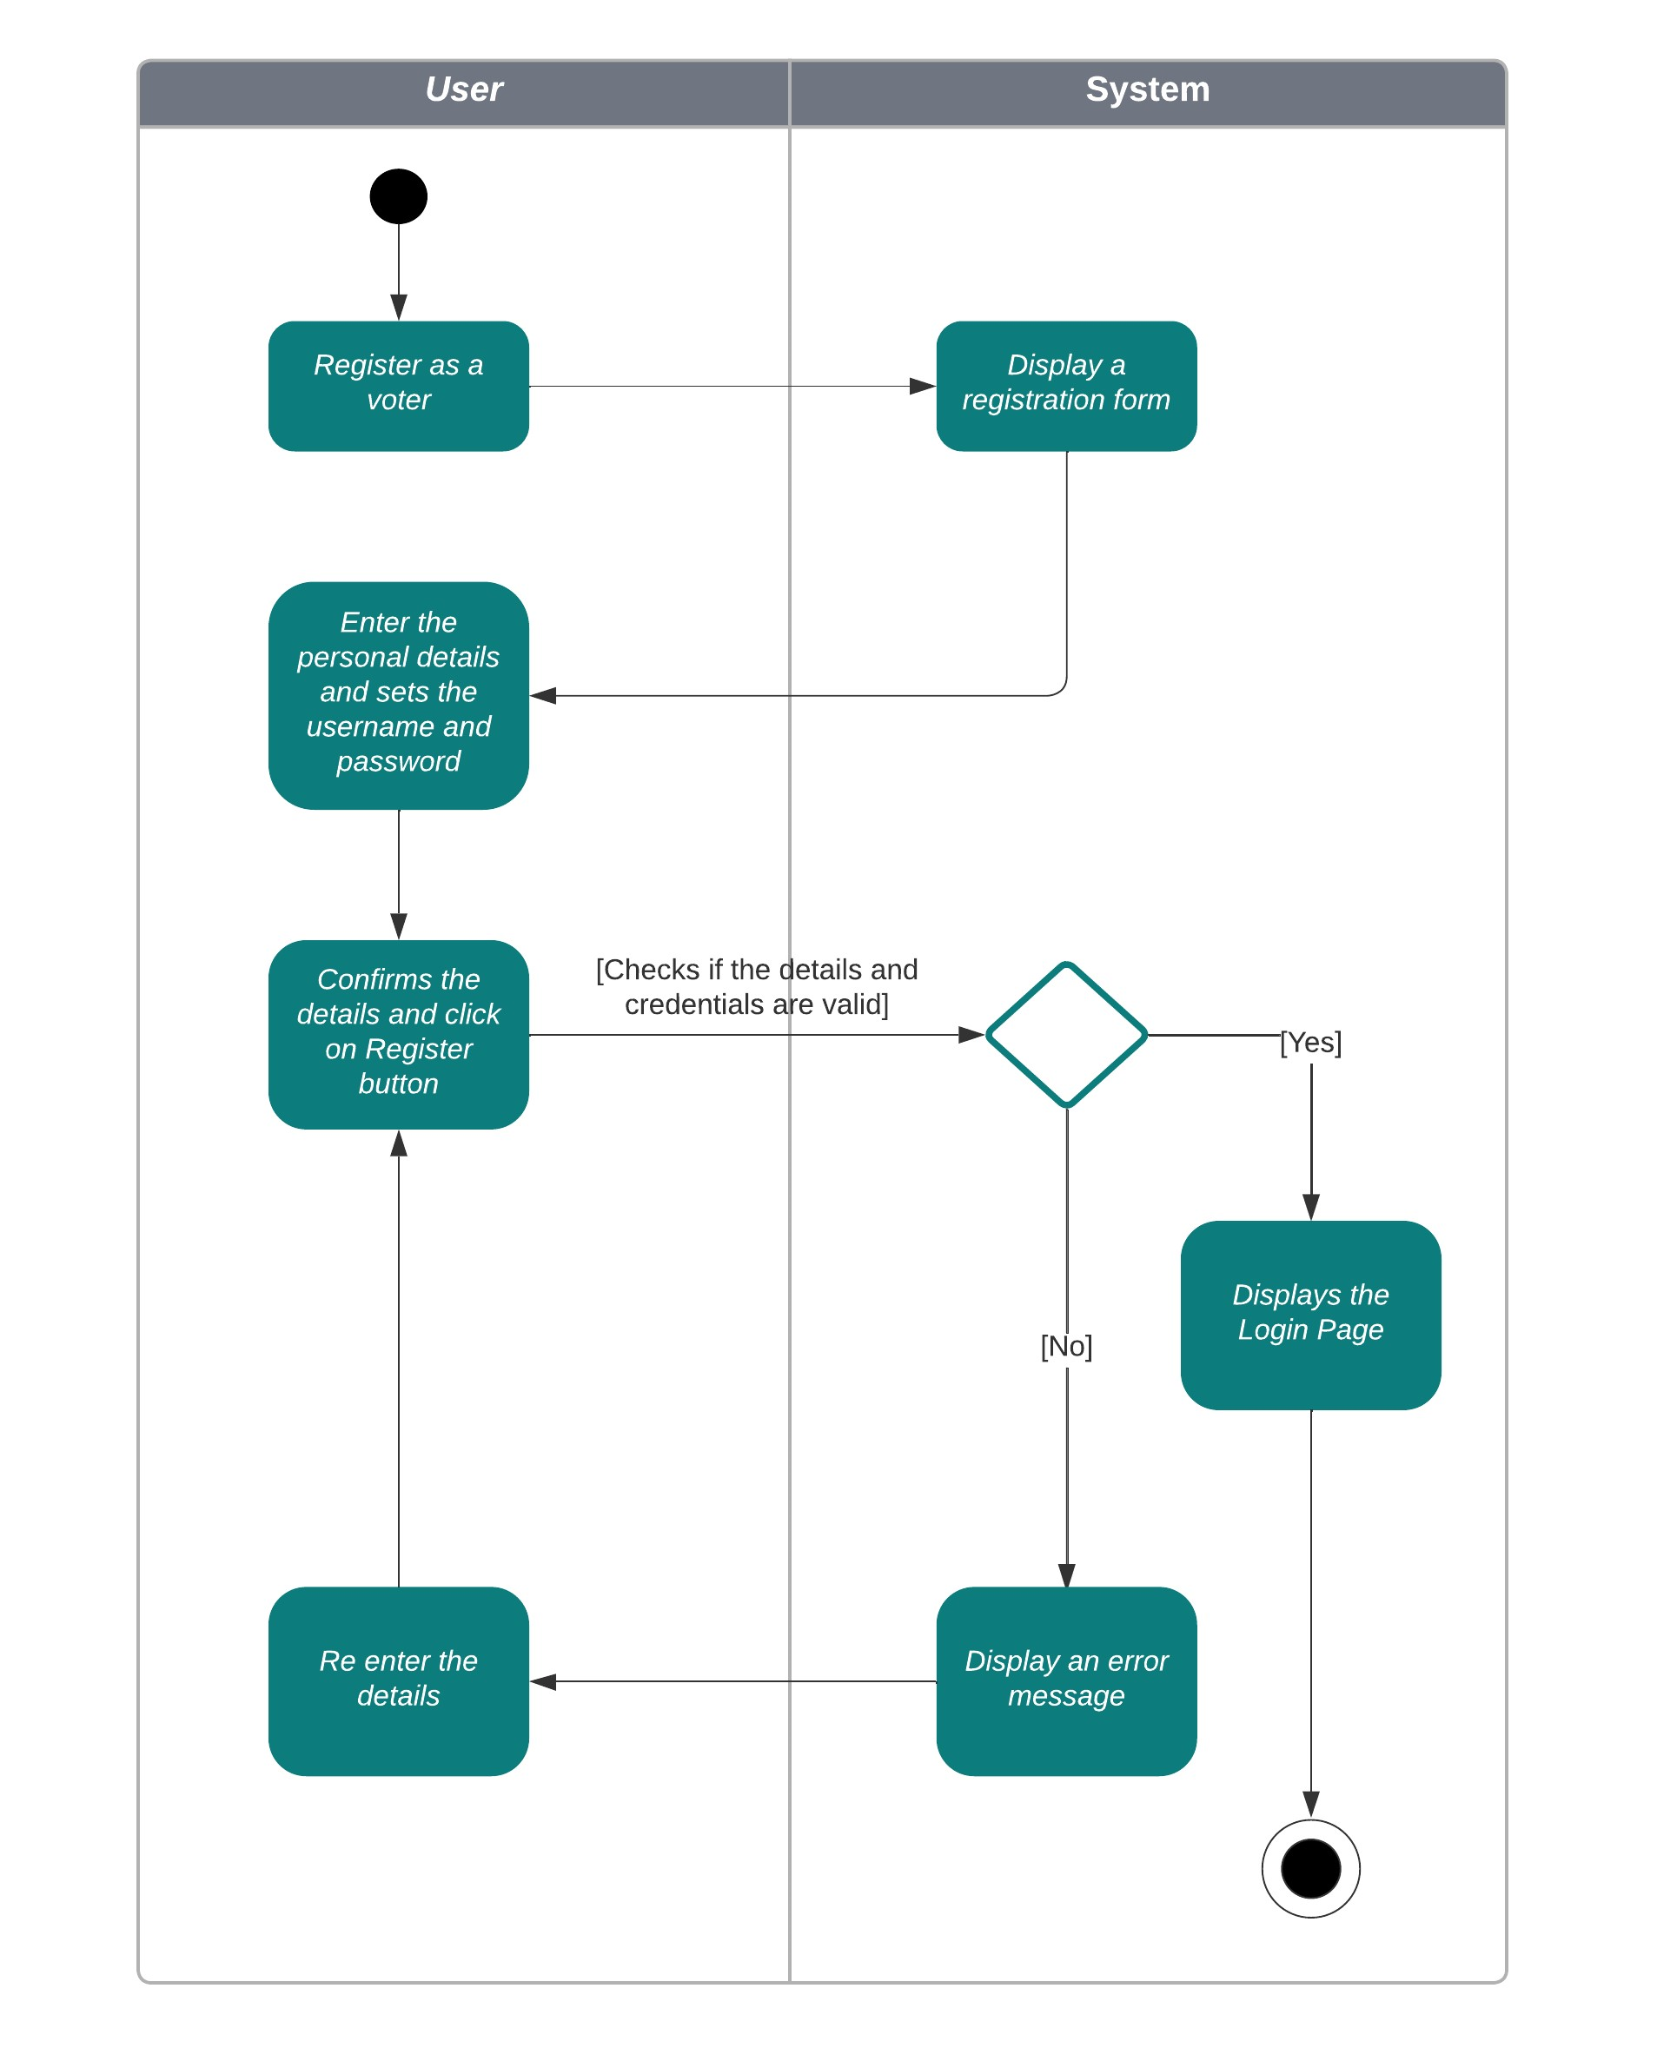 User
System
Register as a
voter
Display a
registration form
Enter the
personal details
and sets the
username and
password
Confirms the
details and click
on Register
button
[Checks if the details and
credentials are valid]
[Yes]
Displays the
Login Page
[No]
Re enter the
details
Display an error
message